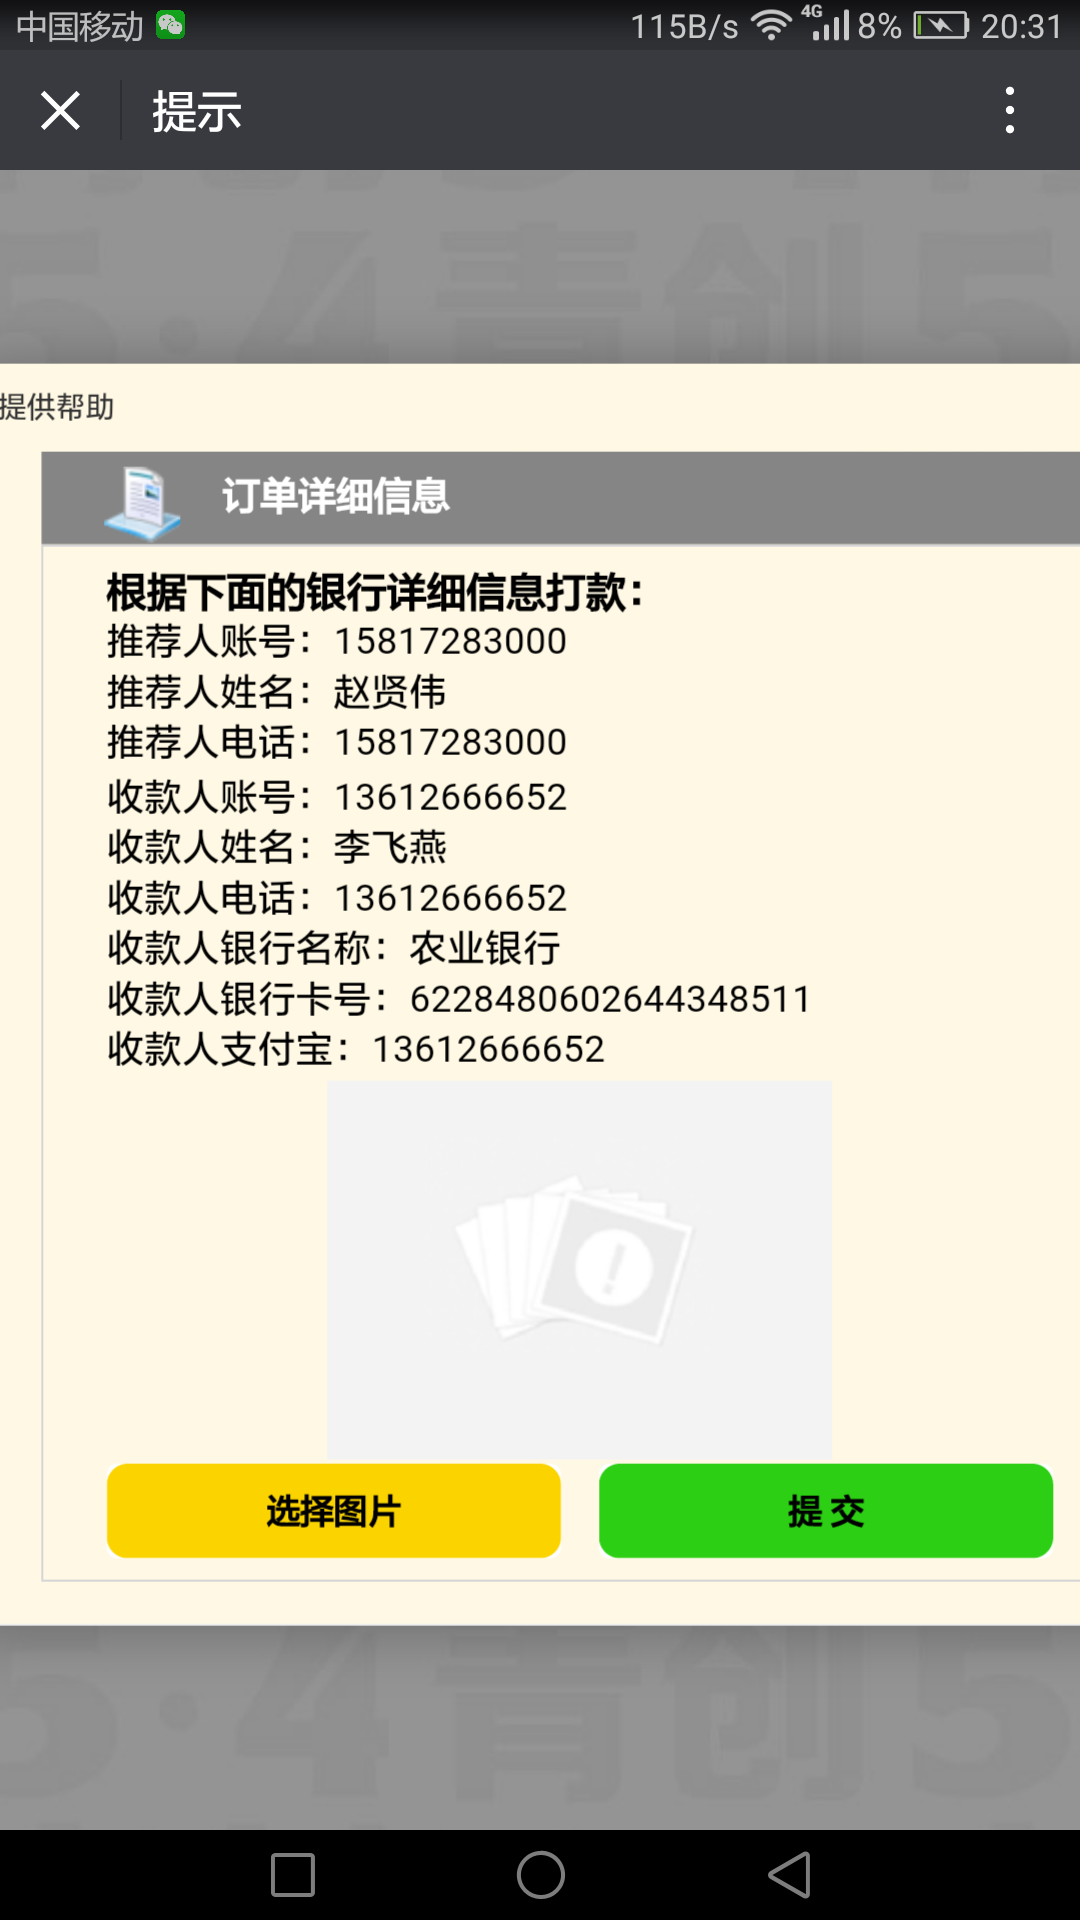 中国移动 115B/s 4G 8% 20:31
提示
5·4青创5
提供帮助
订单详细信息
根据下面的银行详细信息打款：
推荐人账号：15817283000
推荐人姓名：赵贤伟
推荐人电话：15817283000
收款人账号：13612666652
收款人姓名：李飞燕
收款人电话：13612666652
收款人银行名称：农业银行
收款人银行卡号：6228480602644348511
收款人支付宝：13612666652
选择图片
提 交
5·4青创5